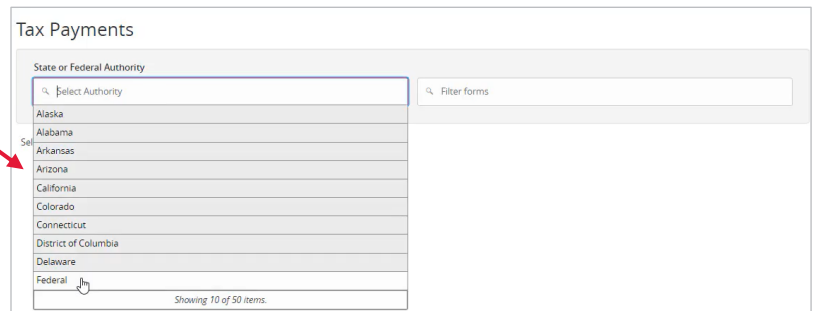 Tax Payments
State or Federal Authority
Select Authority
Filter forms
Alaska
Alabama
Sel
Arkansas
Arizona
California
Colorado
Connecticut
District of Columbia
Delaware
Federal
Showing 10 of 50 items.